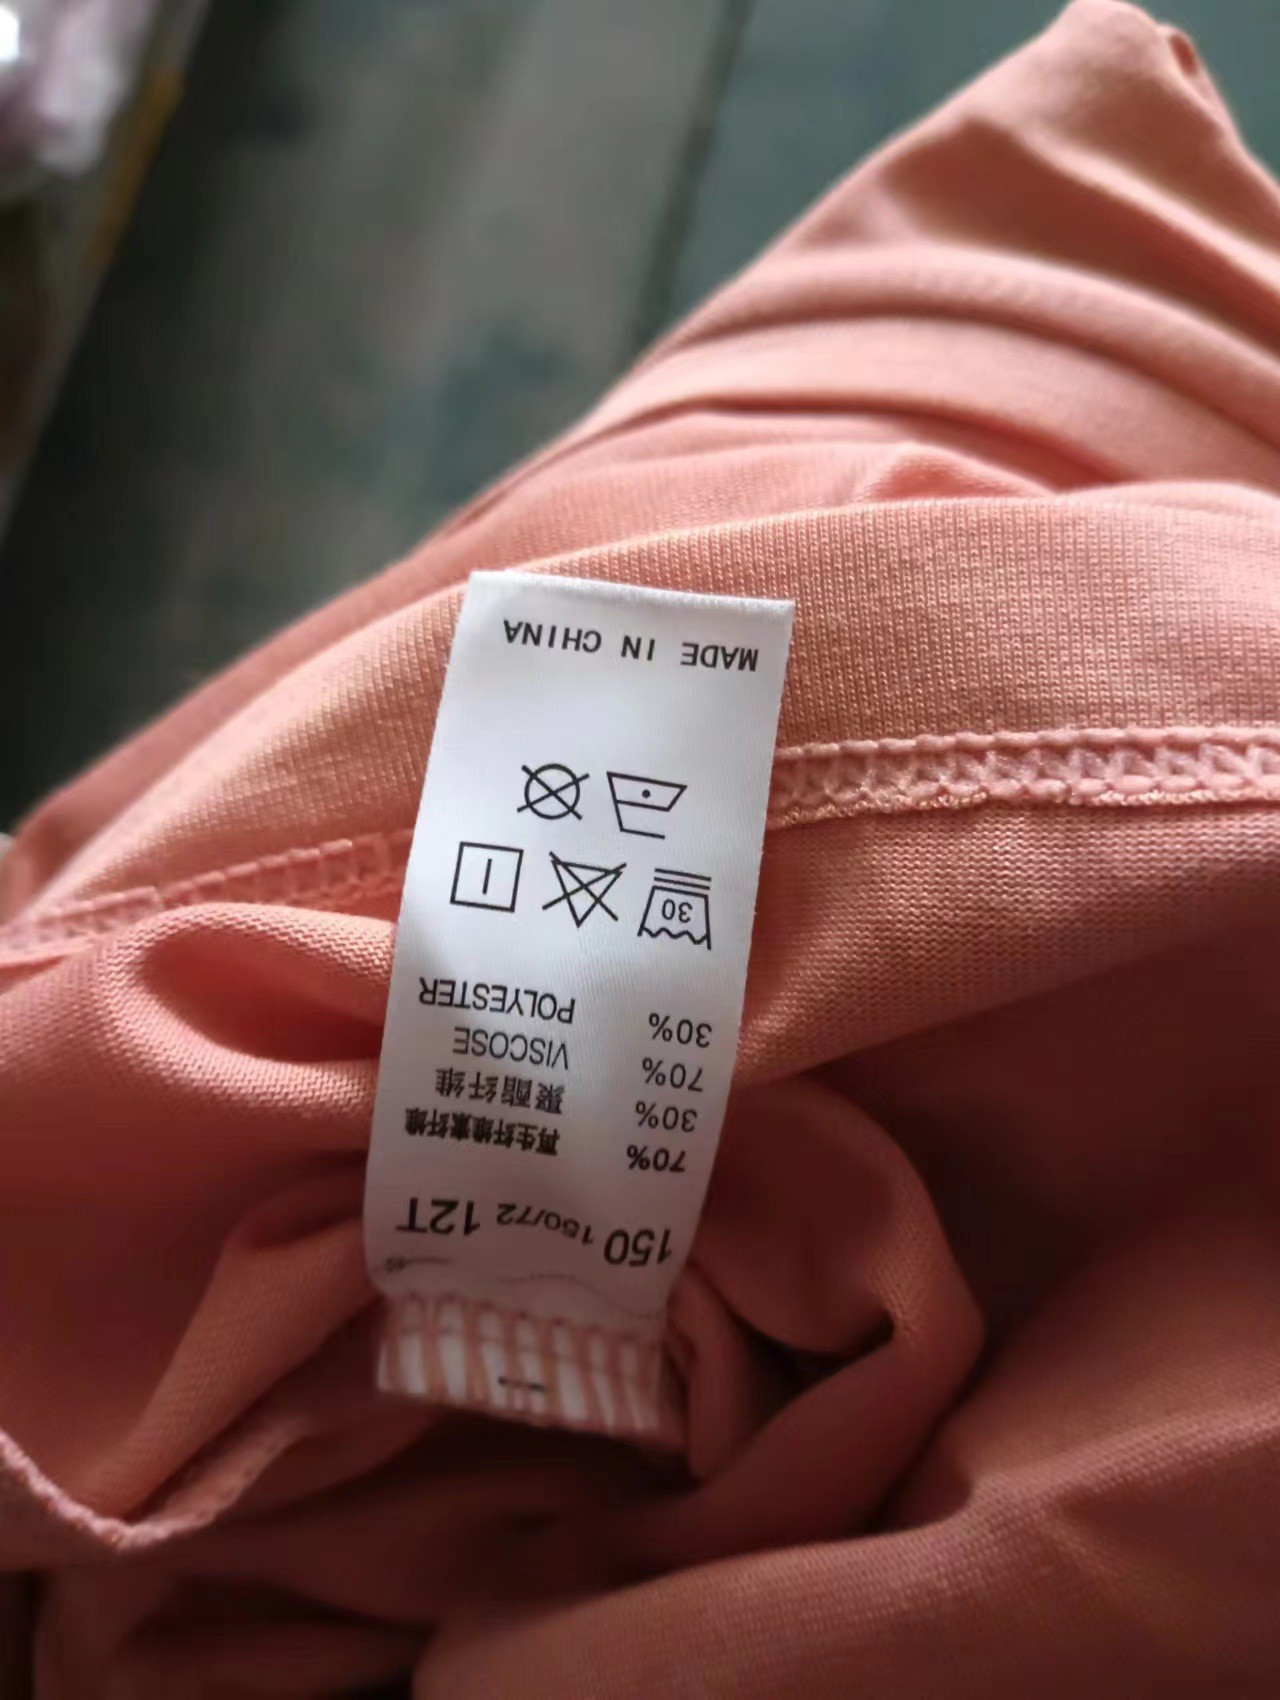 150 150/72 12T
70% 再生纤维素纤维
30% 聚酯纤维
70% VISCOSE
30% POLYESTER
30
MADE IN CHINA